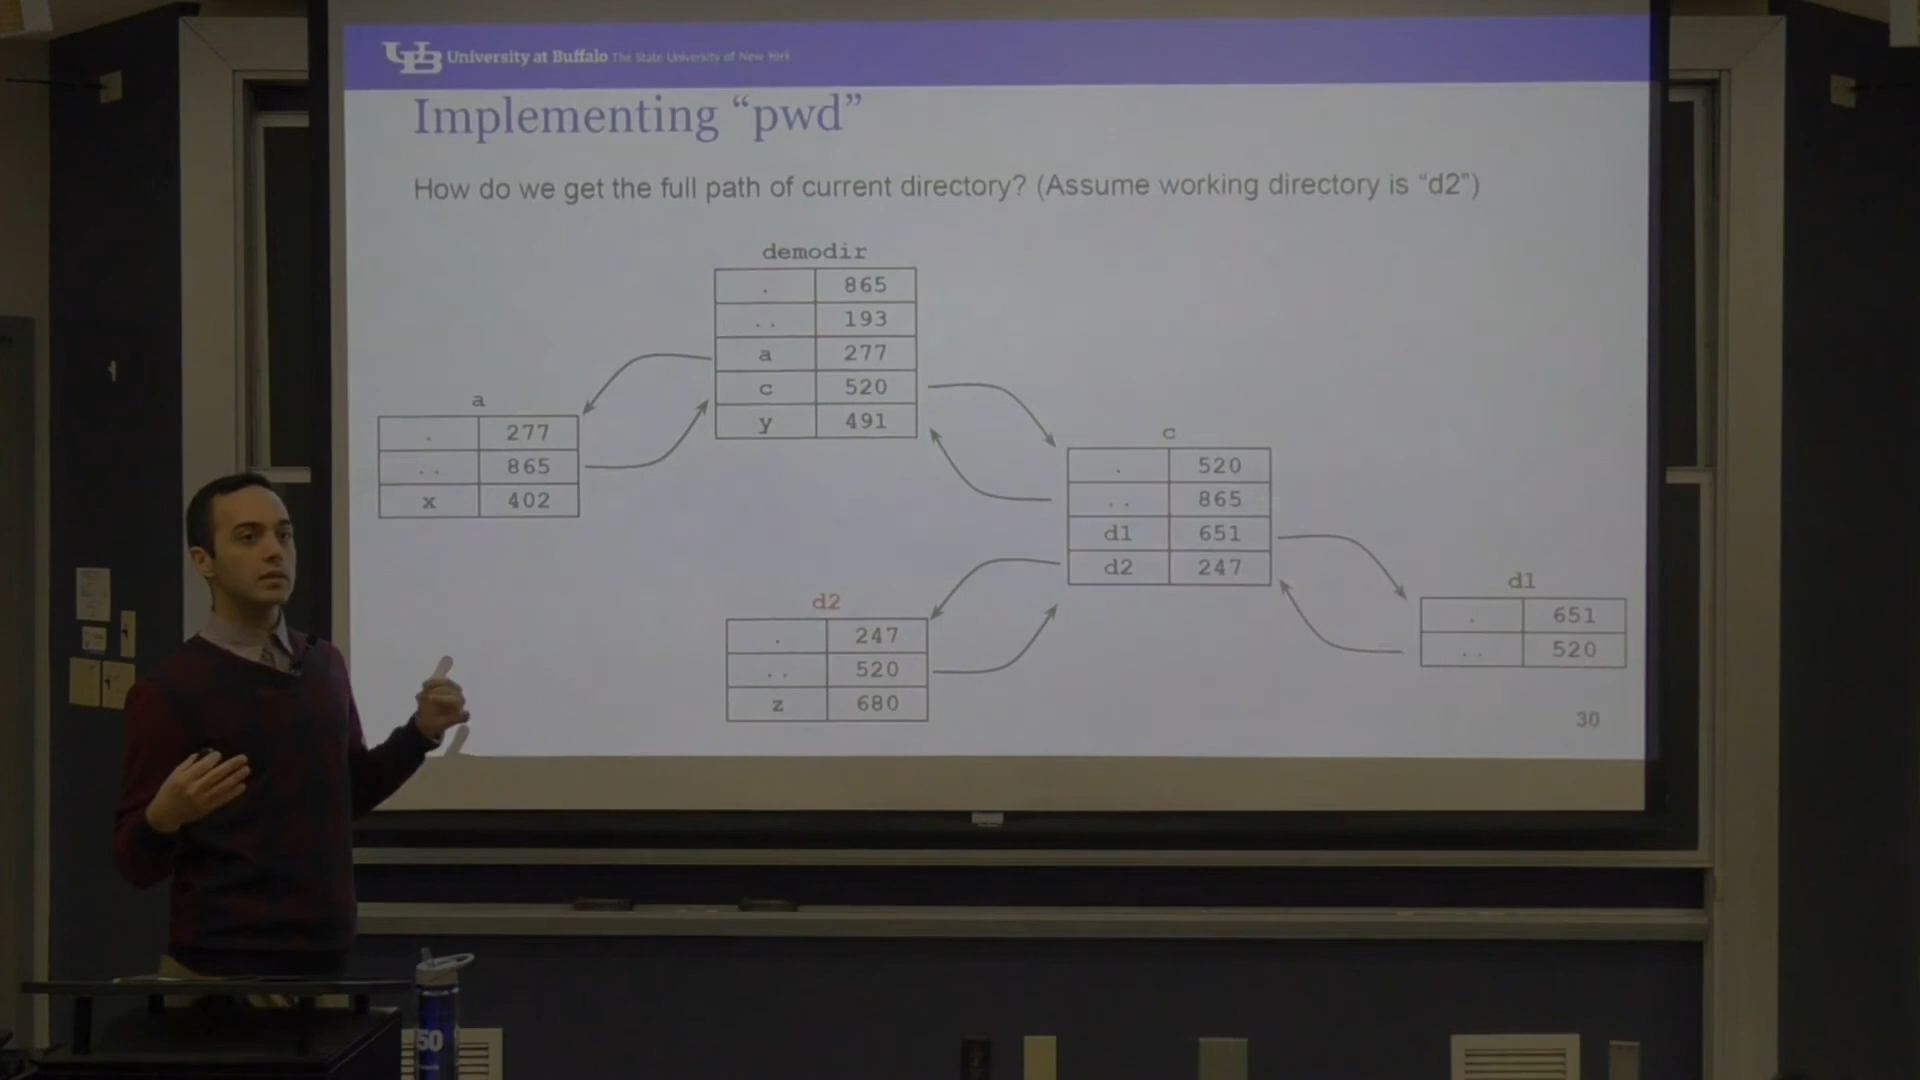 UB University at Buffalo The State University of New York
Implementing “pwd”
How do we get the full path of current directory? (Assume working directory is “d2”)
demodir
. 865
.. 193
a 277
c 520
y 491
a
. 277
.. 865
x 402
c
. 520
.. 865
d1 651
d2 247
d2
. 247
.. 520
z 680
d1
. 651
.. 520
30
50